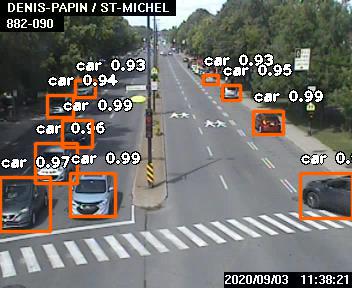 DENIS-PAPIN / ST-MICHEL
882-090
car 0.93
car 0.94
car 0.93
car 0.95
car 0.99
car 0.99
car 0.96
car 0.97
car 0.99
car 0.
2020/09/03 11:38:21